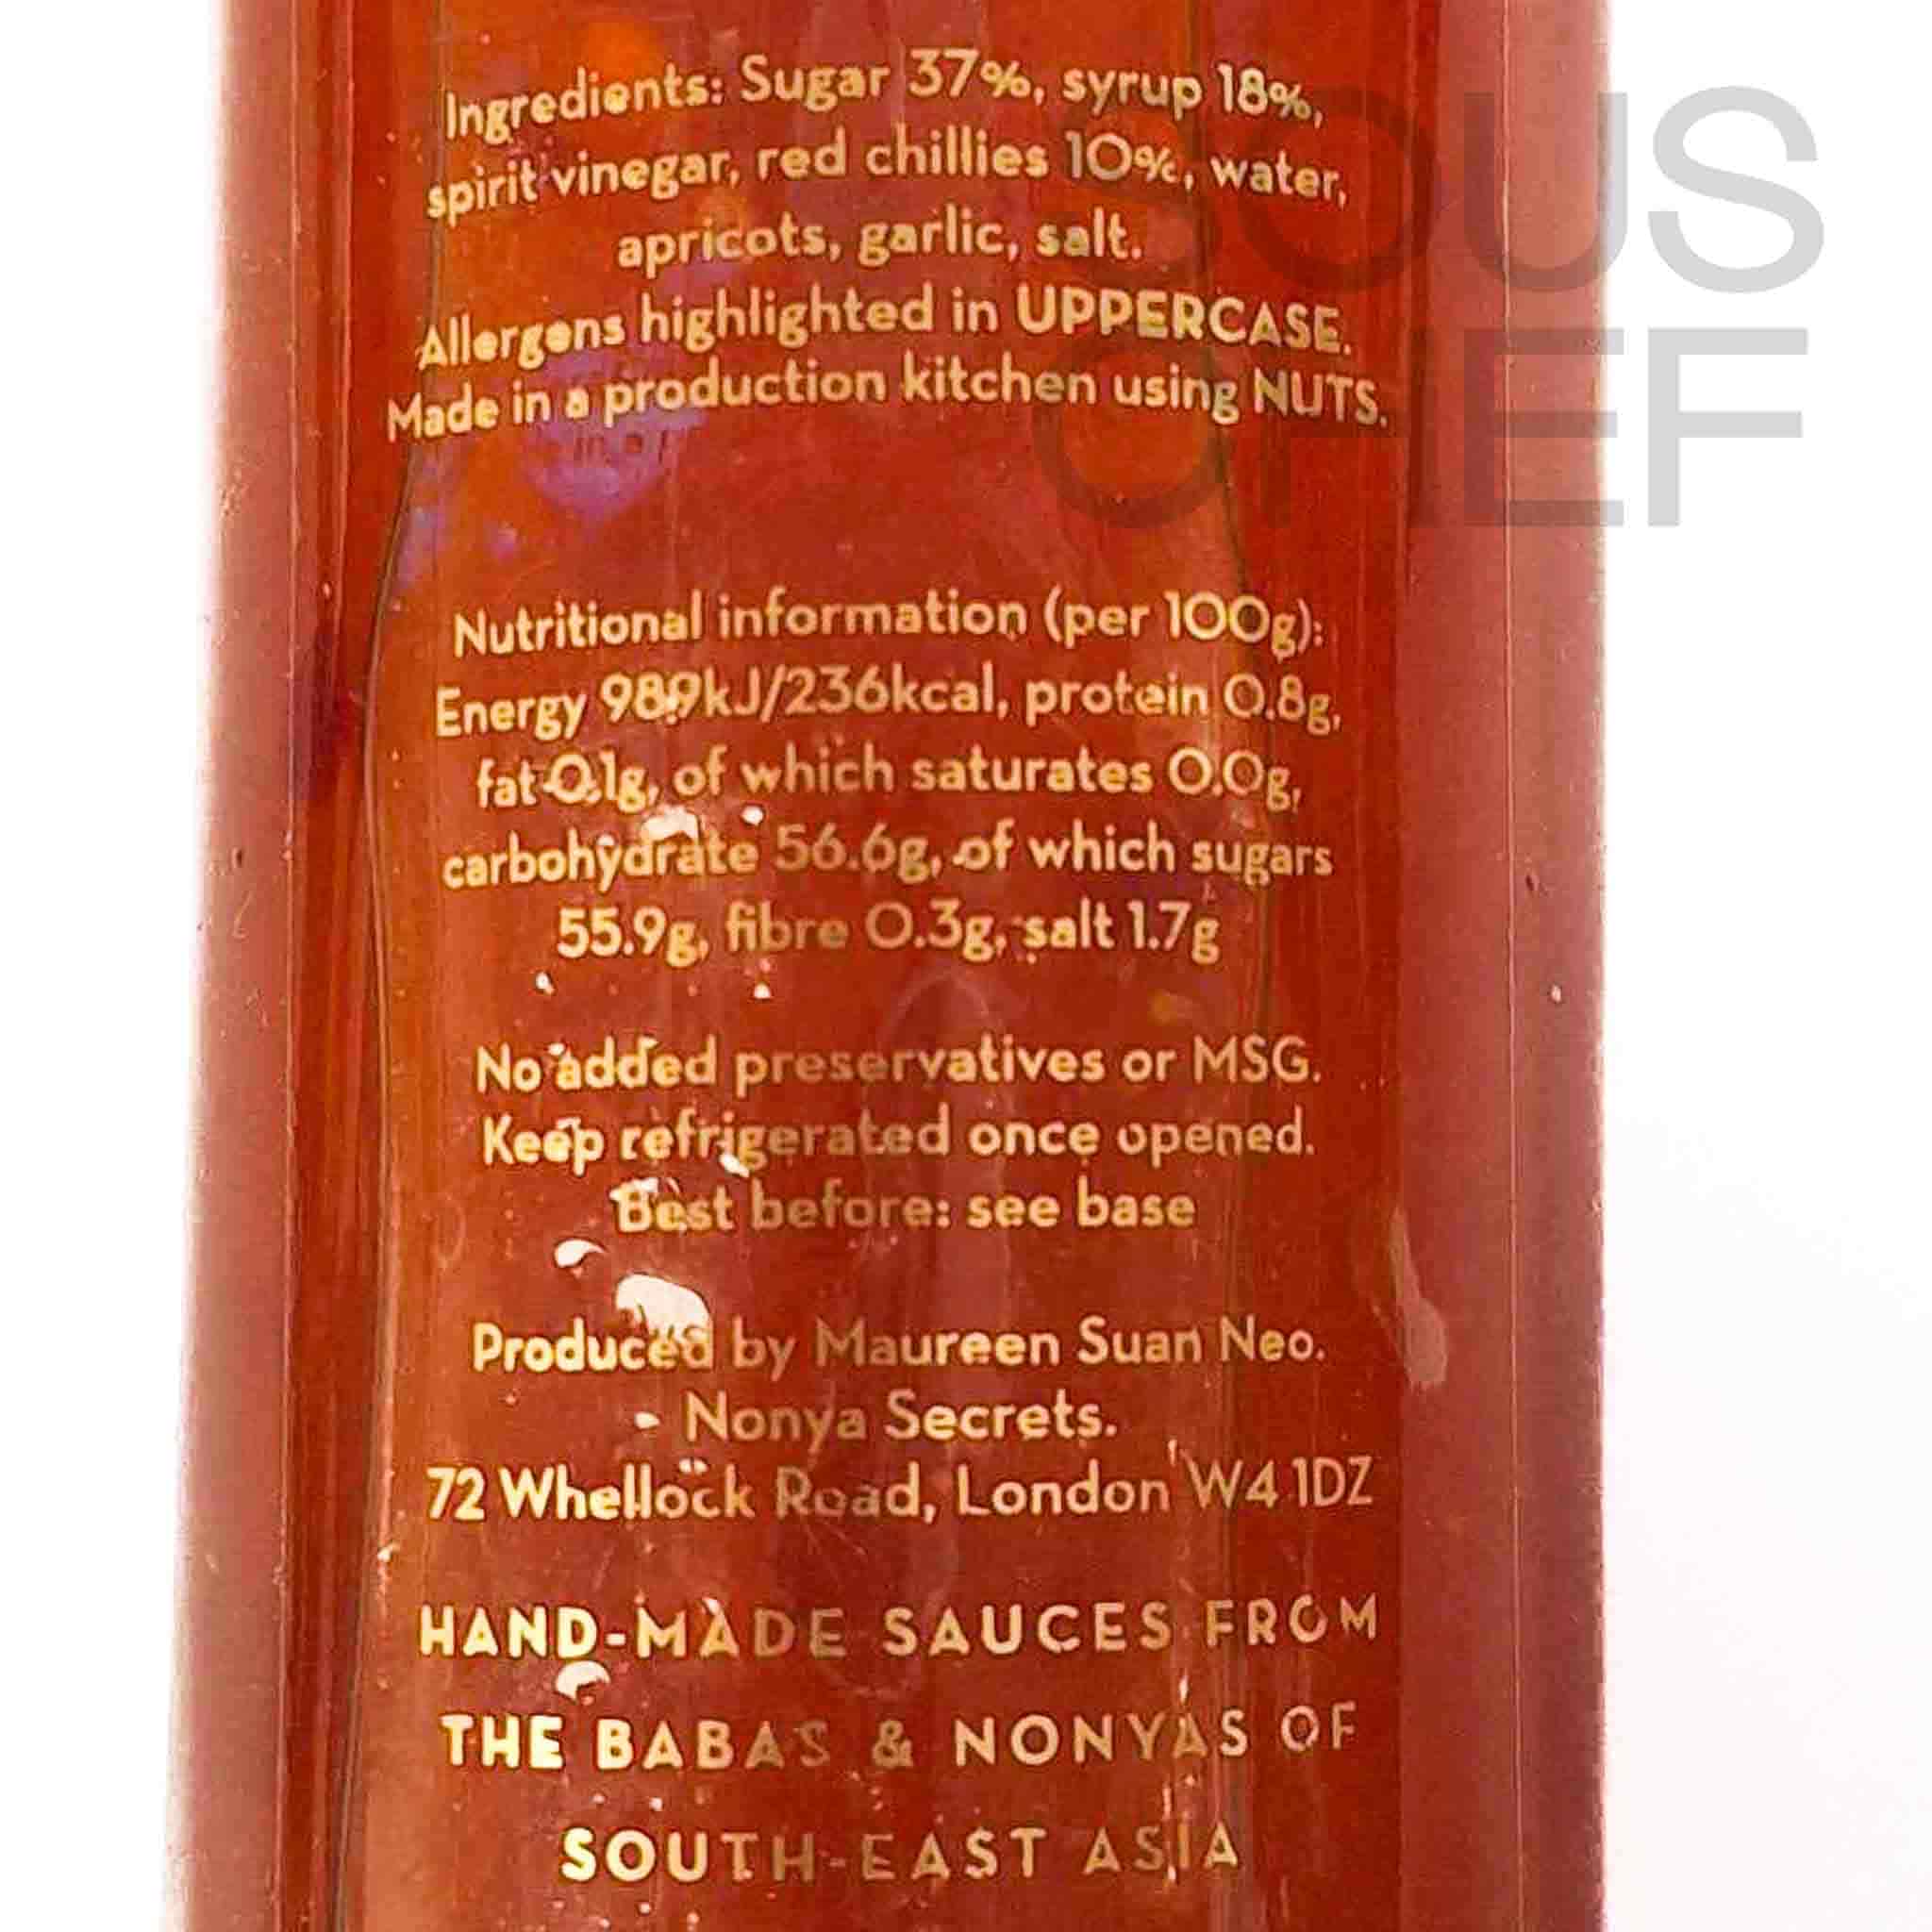 Ingredients: Sugar 37%, syrup 18%,
spirit vinegar, red chillies 10%, water,
apricots, garlic, salt.
Allergens highlighted in UPPERCASE.
Made in a production kitchen using NUTS.
Nutritional information (per 100g):
Energy 989kJ/236kcal, protein 0.8g,
fat 0.1g, of which saturates 0.0g,
carbohydrate 56.6g, of which sugars
55.9g, fibre 0.3g, salt 1.7g
No added preservatives or MSG.
Keep refrigerated once opened.
Best before: see base
Produced by Maureen Suan Neo.
Nonya Secrets.
72 Whellock Road, London W4 1DZ
HAND-MADE SAUCES FROM
THE BABAS & NONYAS OF
SOUTH-EAST ASIA
SOUS
CHEF